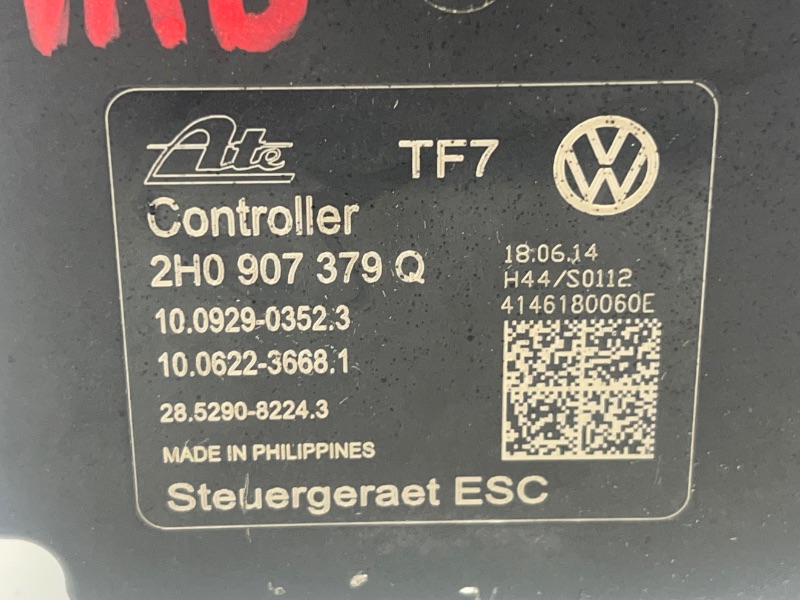 Ate
TF7
Controller
2H0 907 379 Q
10.0929-0352.3
10.0622-3668.1
28.5290-8224.3
MADE IN PHILIPPINES
Steuergeraet ESC
18.06.14
H44/S0112
4146180060E